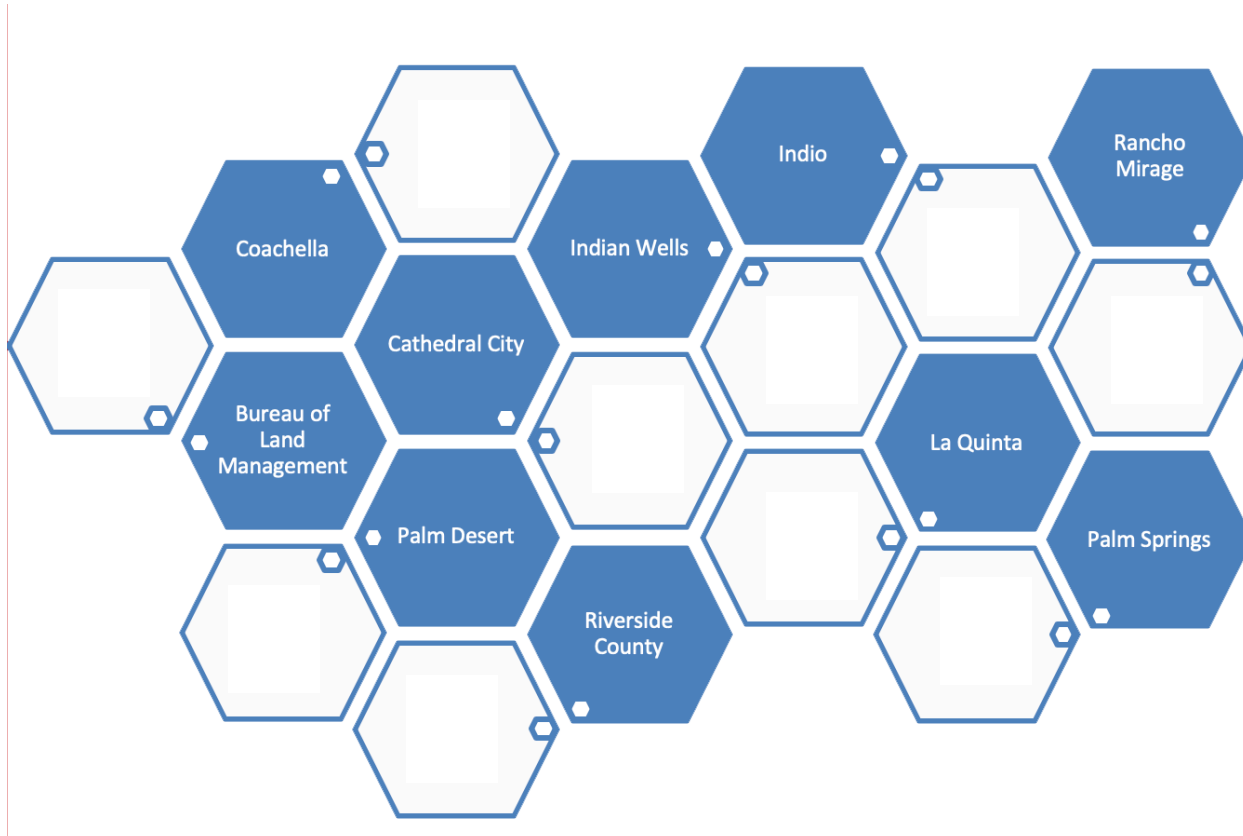 Indio
Rancho
Mirage
Coachella
Indian Wells
Cathedral City
Bureau of
Land
Management
La Quinta
Palm Desert
Palm Springs
Riverside
County